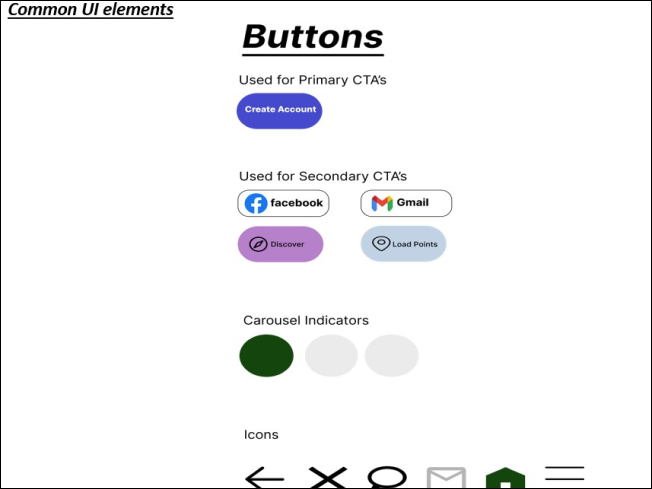 Common UI elements
Buttons
Used for Primary CTA's
Create Account
Used for Secondary CTA's
facebook
Gmail
Discover
Load Points
Carousel Indicators
Icons